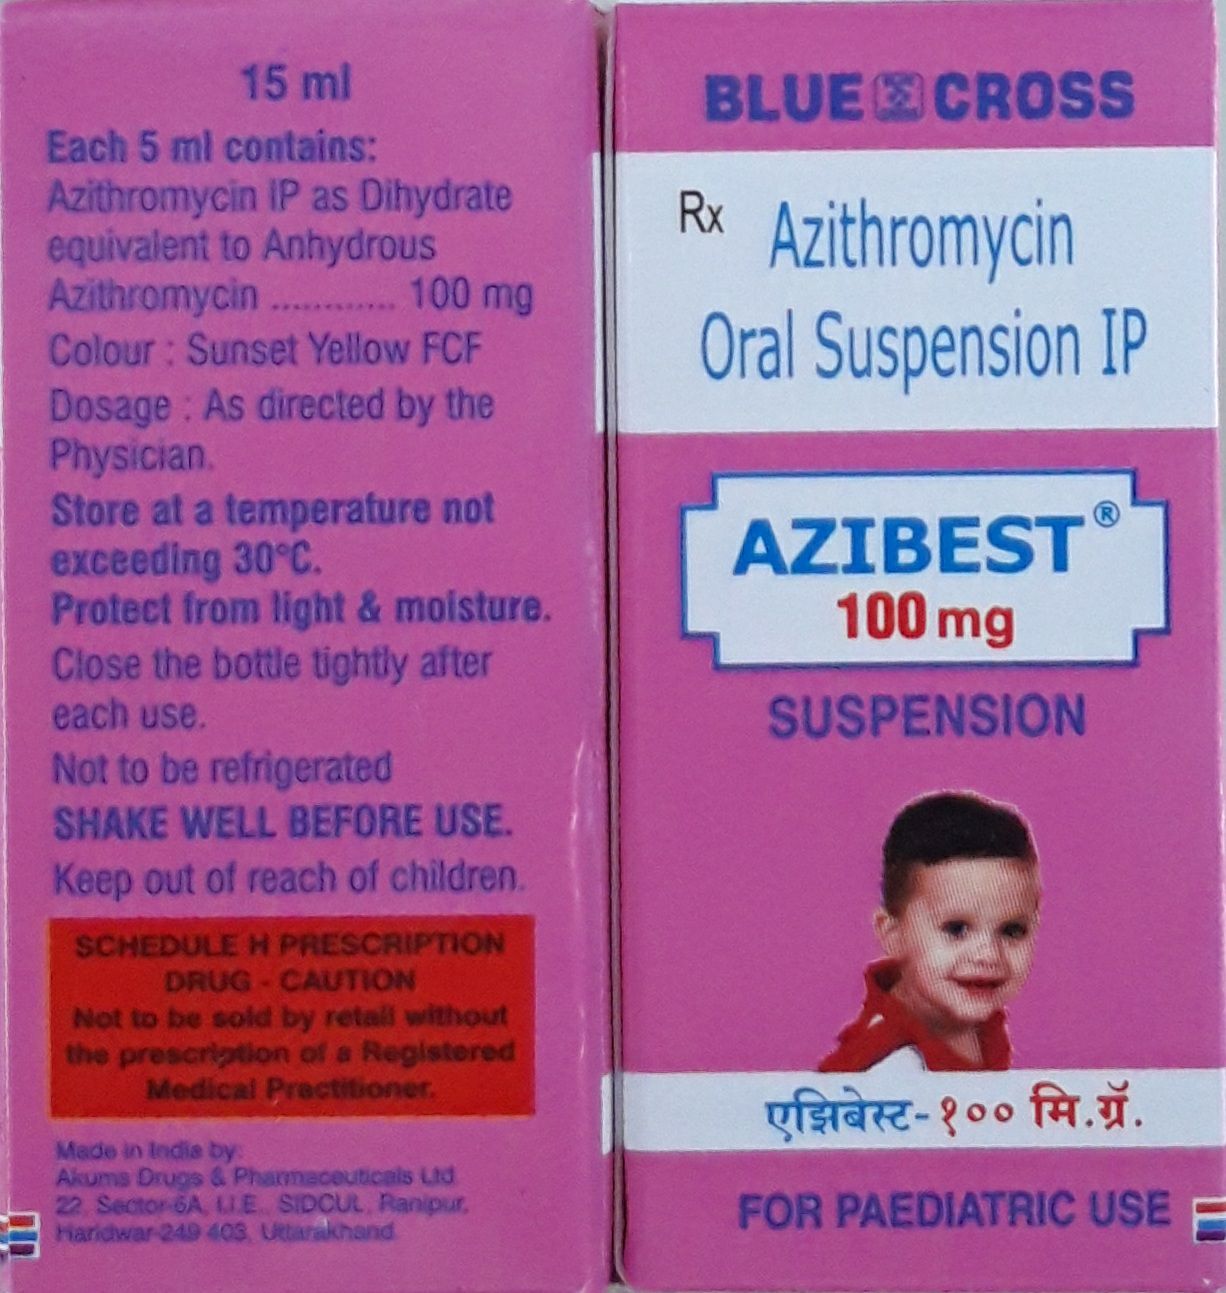 15 ml
Each 5 ml contains:
Azithromycin IP as Dihydrate
equivalent to Anhydrous
Azithromycin ............ 100 mg
Colour : Sunset Yellow FCF
Dosage : As directed by the
Physician.
Store at a temperature not
exceeding 30°C.
Protect from light & moisture.
Close the bottle tightly after
each use.
Not to be refrigerated
SHAKE WELL BEFORE USE.
Keep out of reach of children.
SCHEDULE H PRESCRIPTION
DRUG - CAUTION
Not to be sold by retail without
the prescription of a Registered
Medical Practitioner.
Made in India by:
Akums Drugs & Pharmaceuticals Ltd.
22, Sector-6A, I.I.E., SIDCUL, Ranipur,
Haridwar-249 403, Uttarakhand.
BLUE CROSS
Rx Azithromycin
Oral Suspension IP
AZIBEST®
100 mg
SUSPENSION
एझिबेस्ट-१०० मि.ग्रॅ.
FOR PAEDIATRIC USE